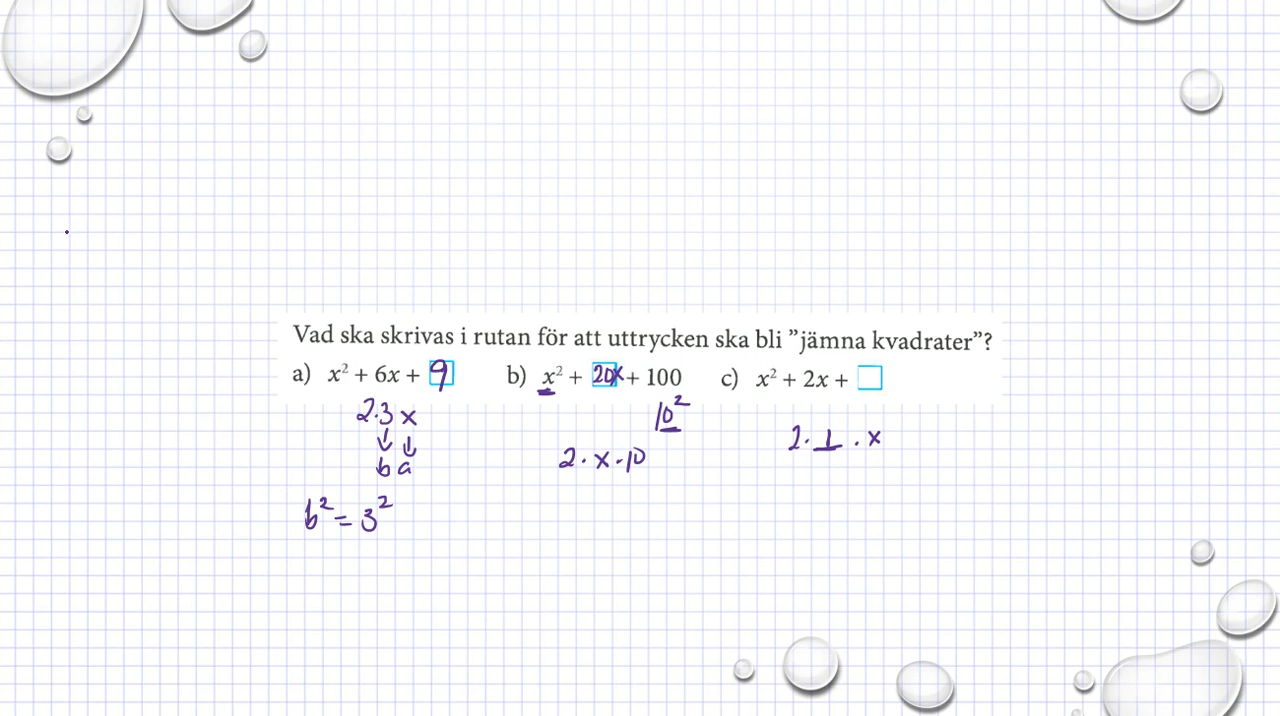 Vad ska skrivas i rutan för att uttrycken ska bli ”jämna kvadrater”?
a) x² + 6x + 9 b) x² + 20x + 100 c) x² + 2x +
2·3 x
↓ ↓
b a
b² = 3²
10²
2 · x · 10
2 · 1 · x